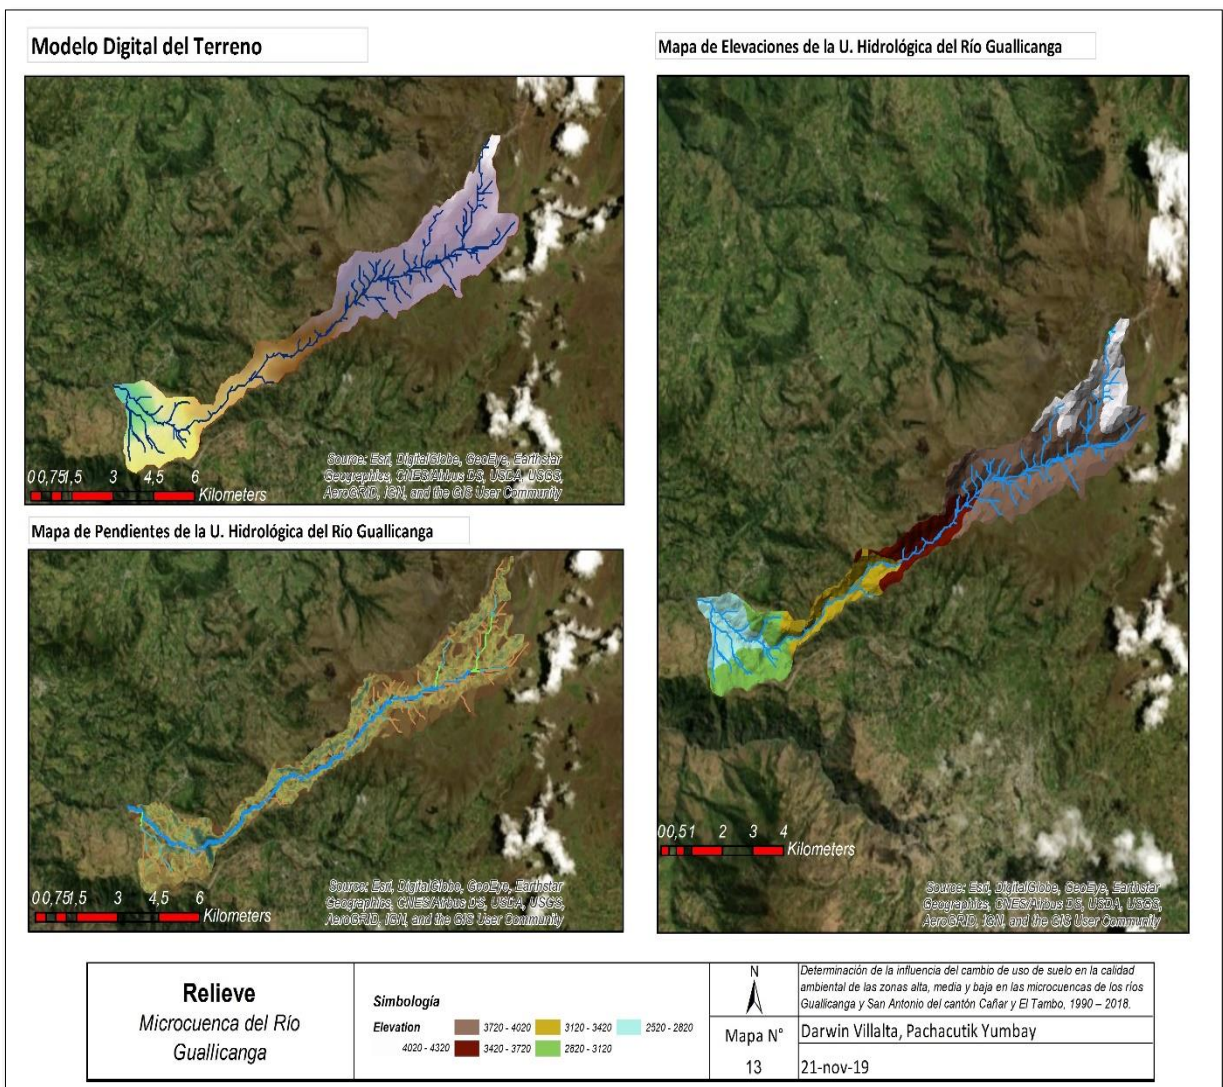 Modelo Digital del Terreno
0 0,75 1,5 3 4,5 6
Kilometers
Source: Esri, DigitalGlobe, GeoEye, Earthstar
Geographics, CNES/Airbus DS, USDA, USGS,
AeroGRID, IGN, and the GIS User Community
Mapa de Pendientes de la U. Hidrológica del Río Guallicanga
0 0,75 1,5 3 4,5 6
Kilometers
Source: Esri, DigitalGlobe, GeoEye, Earthstar
Geographics, CNES/Airbus DS, USDA, USGS,
AeroGRID, IGN, and the GIS User Community
Mapa de Elevaciones de la U. Hidrológica del Río Guallicanga
0 0,5 1 2 3 4
Kilometers
Source: Esri, DigitalGlobe, GeoEye, Earthstar
Geographics, CNES/Airbus DS, USDA, USGS,
AeroGRID, IGN, and the GIS User Community
Relieve
Microcuenca del Río
Guallicanga
Simbología
Elevation 3720 - 4020 3120 - 3420 2520 - 2820
4020 - 4320 3420 - 3720 2820 - 3120
N
Mapa N°
13
Determinación de la influencia del cambio de uso de suelo en la calidad
ambiental de las zonas alta, media y baja en las microcuencas de los ríos
Guallicanga y San Antonio del cantón Cañar y El Tambo, 1990 – 2018.
Darwin Villalta, Pachacutik Yumbay
21-nov-19